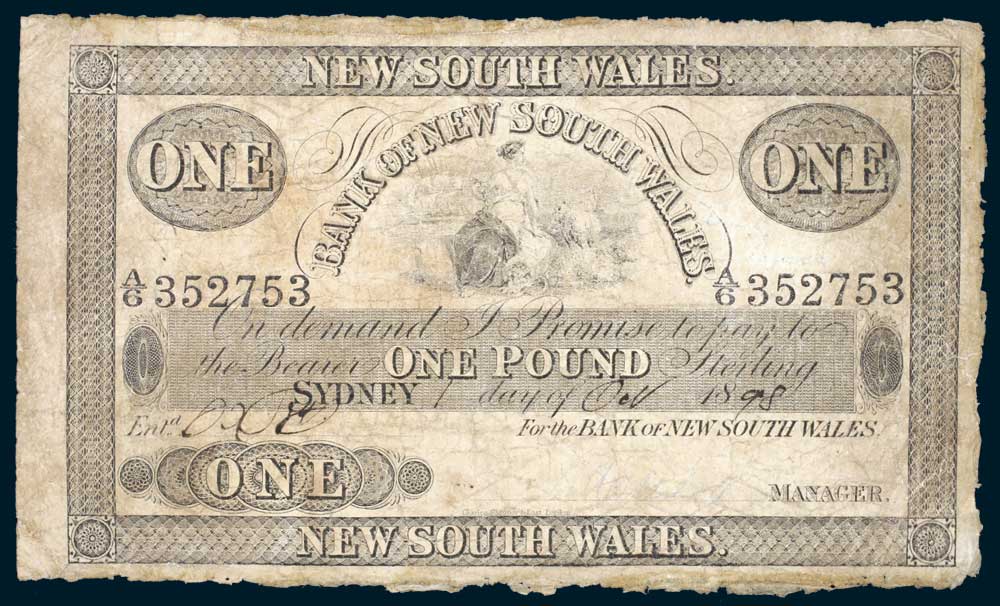 NEW SOUTH WALES.
BANK OF NEW SOUTH WALES.
ONE ONE
A/6 352753 A/6 352753
On demand I Promise to pay to
the Bearer ONE POUND Sterling
SYDNEY 1 day of Oct 1898
Entd.
For the BANK OF NEW SOUTH WALES.
ONE
MANAGER.
NEW SOUTH WALES.